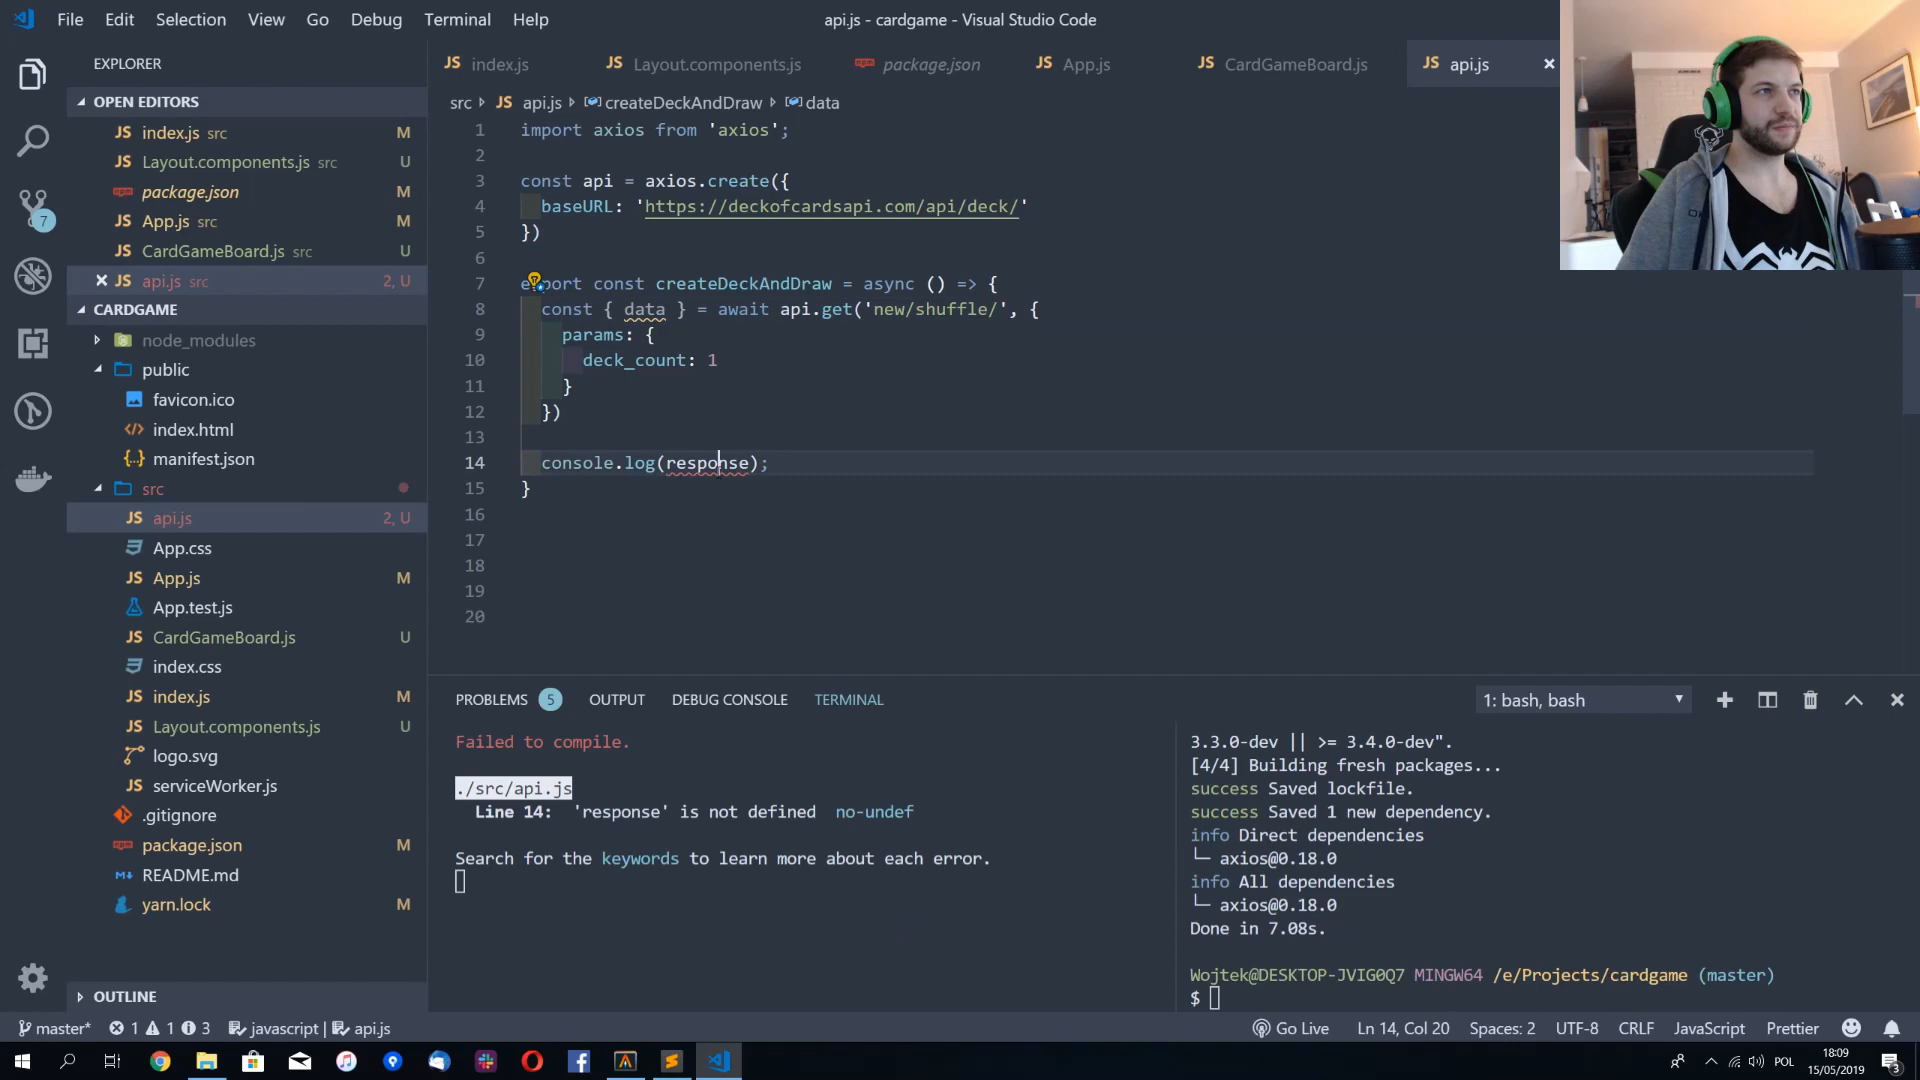 File Edit Selection View Go Debug Terminal Help
api.js - cardgame - Visual Studio Code
EXPLORER
OPEN EDITORS
JS index.js src M
JS Layout.components.js src U
package.json M
JS App.js src M
JS CardGameBoard.js src U
JS api.js src 2, U
CARDGAME
node_modules
public
favicon.ico
index.html
manifest.json
src
JS api.js 2, U
App.css
JS App.js M
App.test.js
JS CardGameBoard.js U
index.css
JS index.js M
JS Layout.components.js U
logo.svg
JS serviceWorker.js
.gitignore
package.json M
README.md
yarn.lock M
OUTLINE
7
JS index.js JS Layout.components.js package.json JS App.js JS CardGameBoard.js JS api.js
src JS api.js createDeckAndDraw data
1 import axios from 'axios';
2
3 const api = axios.create({
4 baseURL: 'https://deckofcardsapi.com/api/deck/'
5 })
6
7 export const createDeckAndDraw = async () => {
8 const { data } = await api.get('new/shuffle/', {
9 params: {
10 deck_count: 1
11 }
12 })
13
14 console.log(response);
15 }
16
17
18
19
20
PROBLEMS 5 OUTPUT DEBUG CONSOLE TERMINAL 1: bash, bash
Failed to compile.
./src/api.js
Line 14: 'response' is not defined no-undef
Search for the keywords to learn more about each error.
3.3.0-dev || >= 3.4.0-dev".
[4/4] Building fresh packages...
success Saved lockfile.
success Saved 1 new dependency.
info Direct dependencies
└─ axios@0.18.0
info All dependencies
└─ axios@0.18.0
Done in 7.08s.
Wojtek@DESKTOP-JVIG0Q7 MINGW64 /e/Projects/cardgame (master)
$
master* 1 1 3 javascript | api.js Go Live Ln 14, Col 20 Spaces: 2 UTF-8 CRLF JavaScript Prettier
POL
18:09
15/05/2019
3